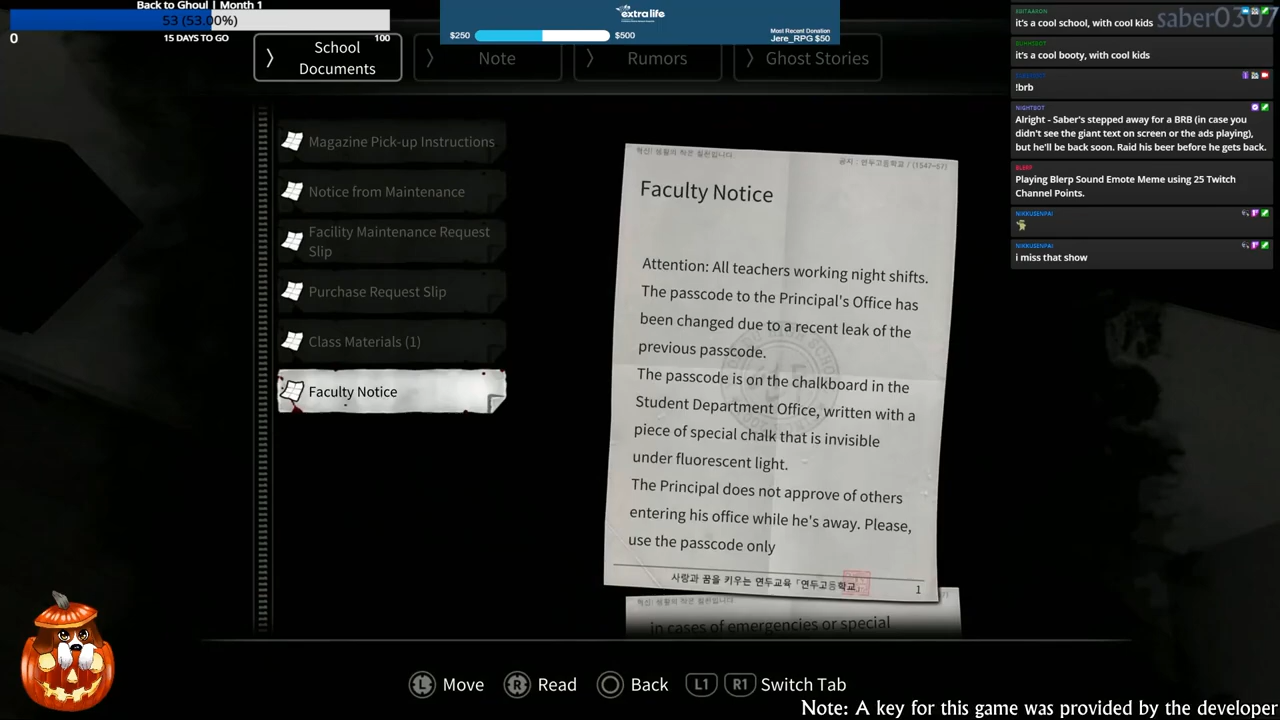 Back to Ghoul | Month 1
53 (53.00%)
0
15 DAYS TO GO
100
extra life
$250
$500
Most Recent Donation
Jere_RPG $50
saber0307
School
Documents
Note
Rumors
Ghost Stories
Magazine Pick-up Instructions
Notice from Maintenance
Facility Maintenance Request
Slip
Purchase Request Slip
Class Materials (1)
Faculty Notice
Faculty Notice
Attention: All teachers working night shifts.
The passcode to the Principal's Office has
been changed due to a recent leak of the
previous passcode.
The passcode is on the chalkboard in the
Student Department Office, written with a
piece of special chalk that is invisible
under fluorescent light.
The Principal does not approve of others
entering his office while he's away. Please,
use the passcode only
사랑과 꿈을 키우는 연두교육 「연두고등학교」
1
in cases of emergencies or special
it's a cool school, with cool kids
it's a cool booty, with cool kids
!brb
NIGHTBOT
Alright - Saber's stepped away for a BRB (in case you
didn't see the giant text on screen or the ads playing),
but he'll be back soon. Raid his beer before he gets back.
BLERP
Playing Blerp Sound Emote Meme using 25 Twitch
Channel Points.
NIKKUSENPAI
NIKKUSENPAI
i miss that show
L Move
R Read
Back
L1 R1 Switch Tab
Note: A key for this game was provided by the developer